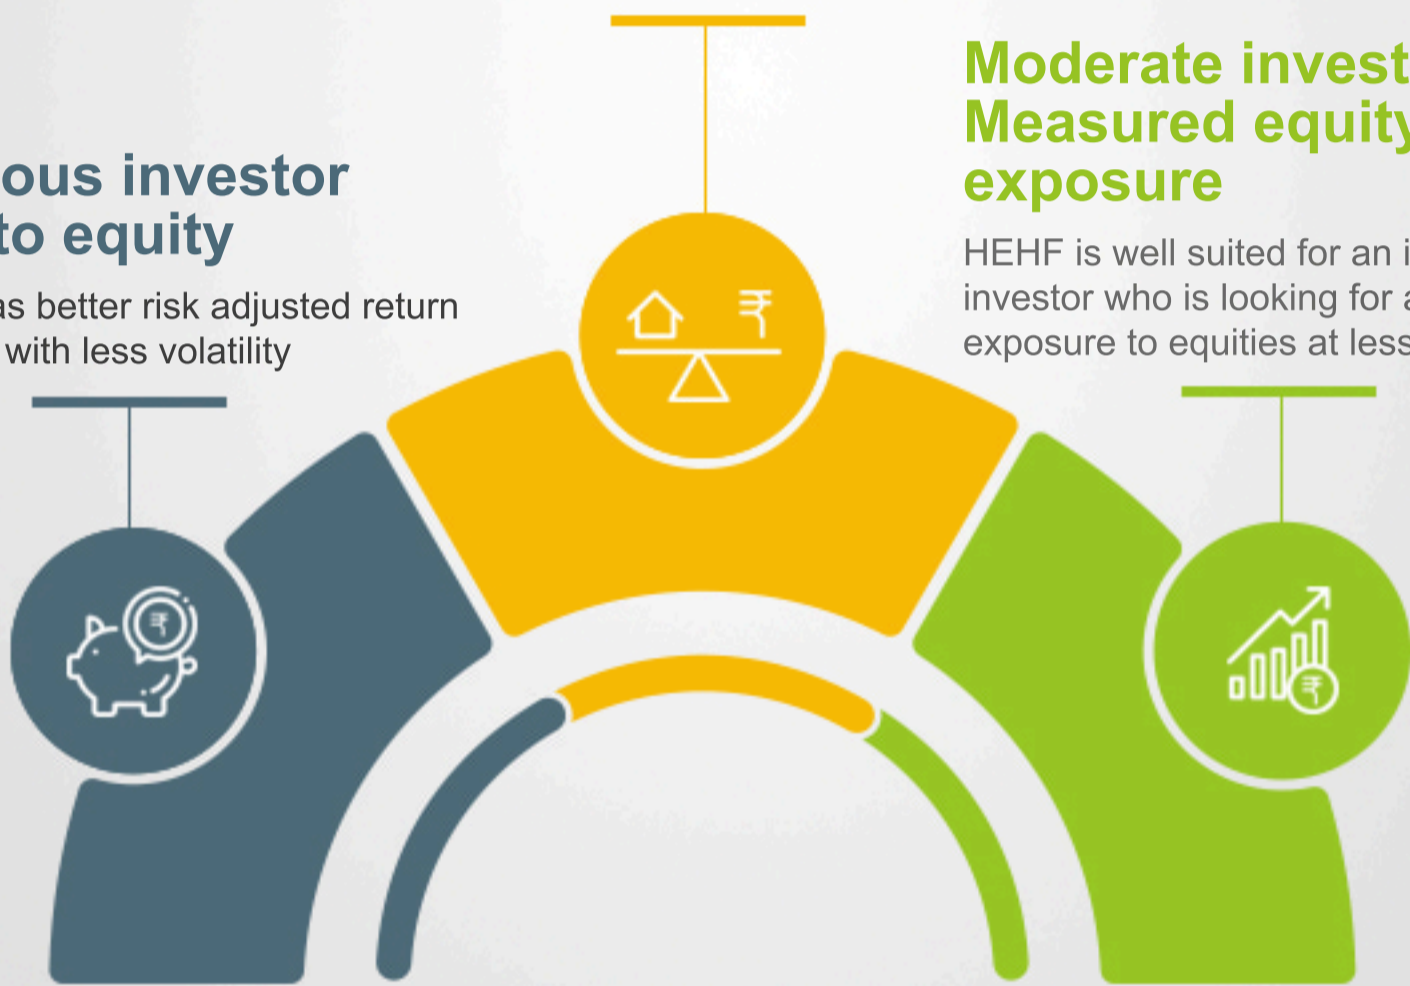 ous investor
to equity
as better risk adjusted return
with less volatility
Moderate invest
Measured equity
exposure
HEHF is well suited for an i
investor who is looking for a
exposure to equities at less
₹
₹
₹